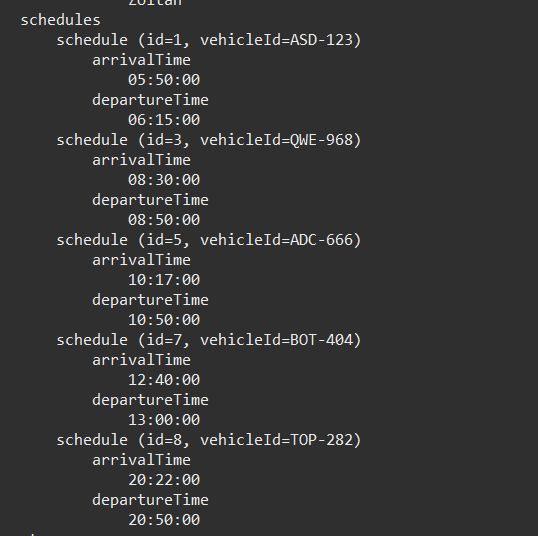 Zoltán
schedules
schedule (id=1, vehicleId=ASD-123)
arrivalTime
05:50:00
departureTime
06:15:00
schedule (id=3, vehicleId=QWE-968)
arrivalTime
08:30:00
departureTime
08:50:00
schedule (id=5, vehicleId=ADC-666)
arrivalTime
10:17:00
departureTime
10:50:00
schedule (id=7, vehicleId=BOT-404)
arrivalTime
12:40:00
departureTime
13:00:00
schedule (id=8, vehicleId=TOP-282)
arrivalTime
20:22:00
departureTime
20:50:00